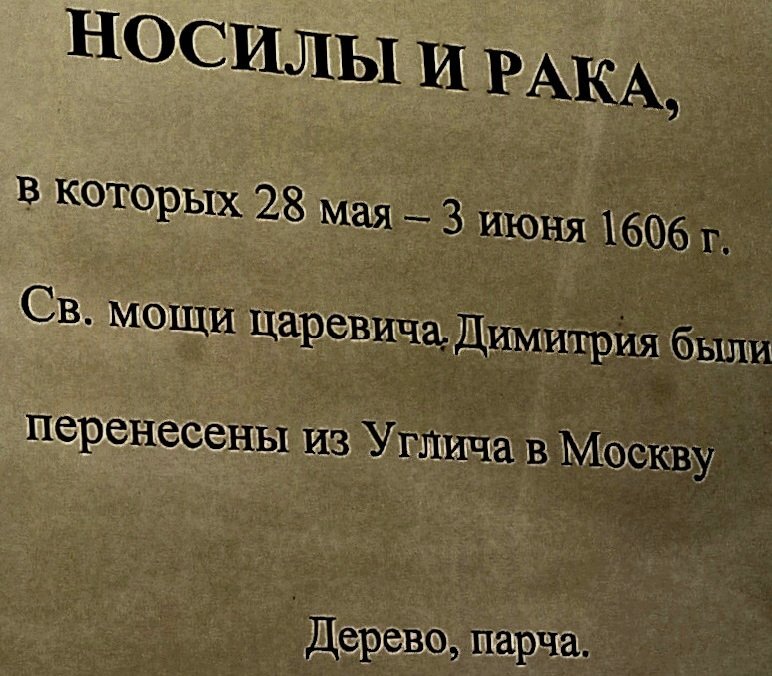 НОСИЛЫ И РАКА,
в которых 28 мая – 3 июня 1606 г.
Св. мощи царевича Димитрия были
перенесены из Углича в Москву
Дерево, парча.